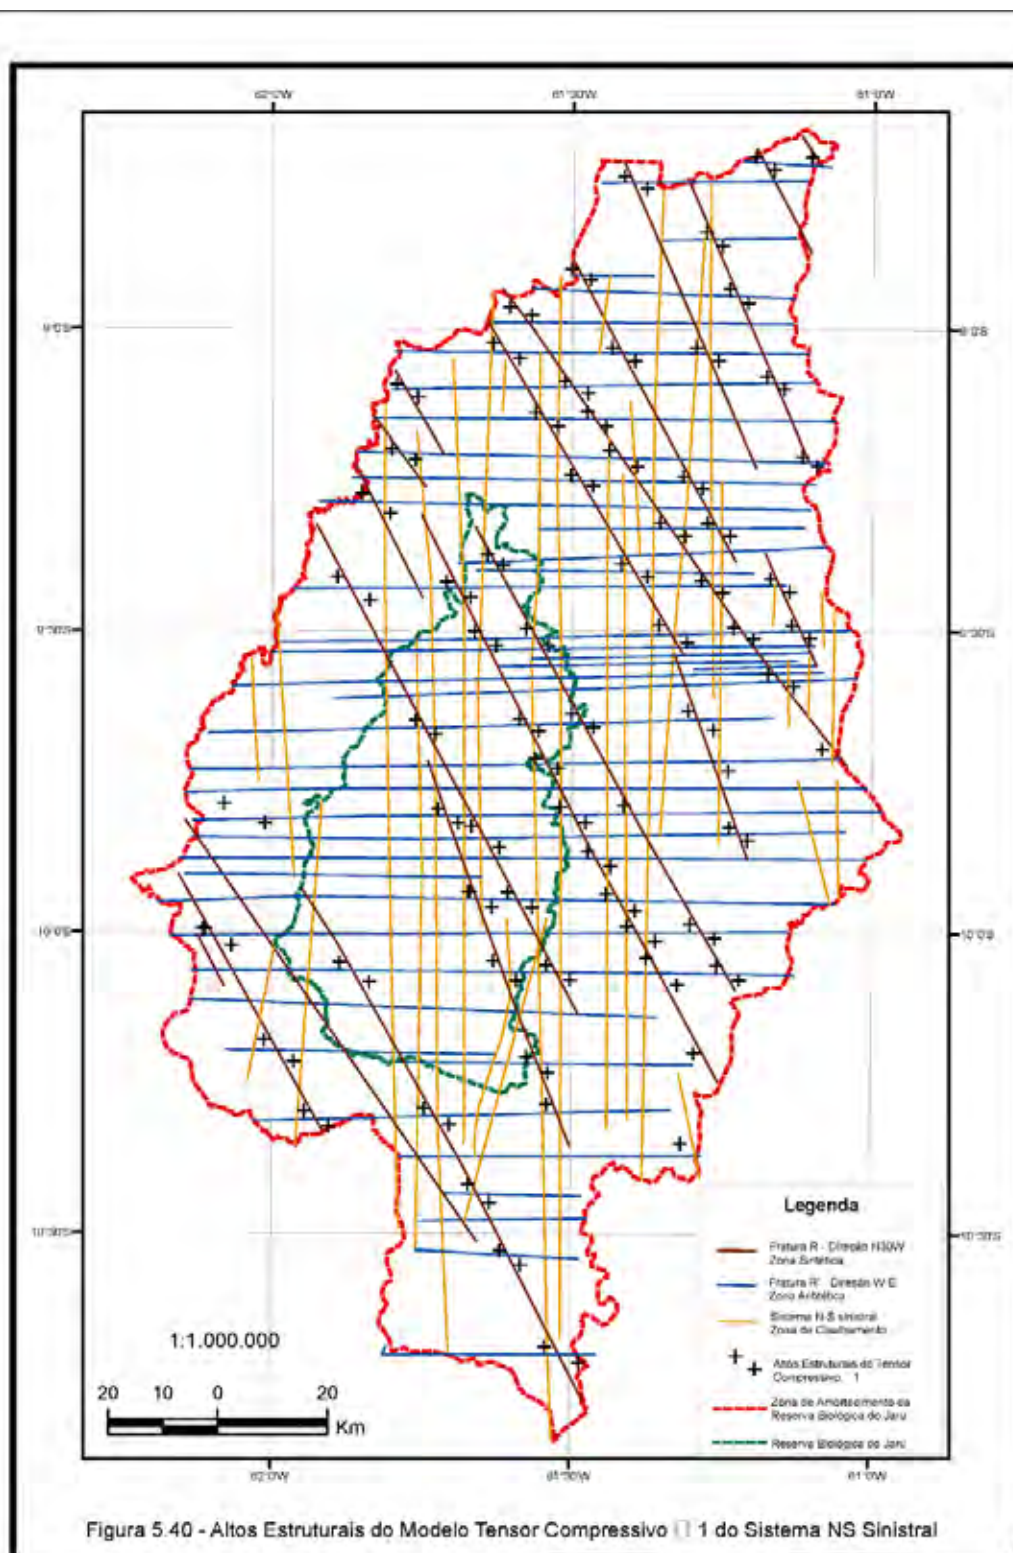 62°0'W 61°30'W 61°0'W
9°0'S 9°0'S
9°30'S 9°30'S
10°0'S 10°0'S
10°30'S 10°30'S
Legenda
Fratura R - Direção N30W
Zona Sintética
Fratura R' Direção W E
Zona Antitética
Sistema N-S sinistral
Zona de Cisalhamento
Altos Estruturais do Tensor
Compressivo 1
Zona de Amortecimento da
Reserva Biológica do Jaru
Reserva Biológica do Jaru
1:1.000.000
20 10 0 20
Km
62°0'W 61°30'W 61°0'W
Figura 5.40 - Altos Estruturais do Modelo Tensor Compressivo 1 do Sistema NS Sinistral